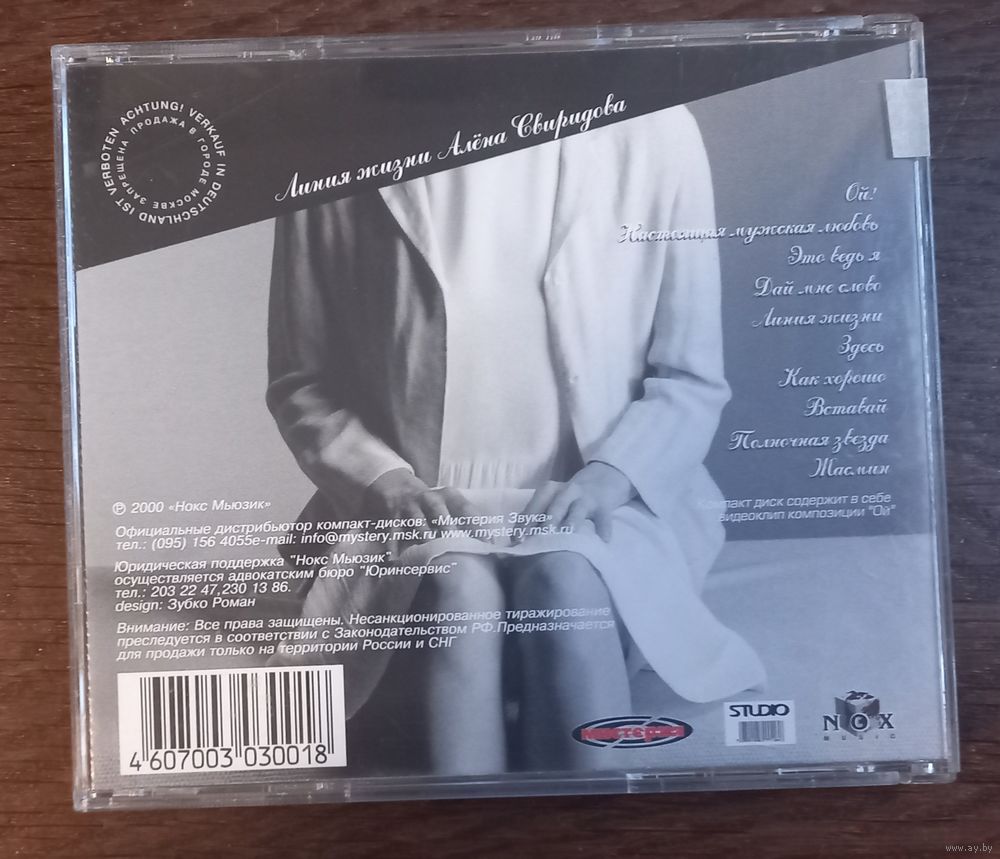 ACHTUNG! VERKAUF IN DEUTSCHLAND IST VERBOTEN
ПРОДАЖА В ГОРОДЕ МОСКВЕ ЗАПРЕЩЕНА
Линия жизни Алёна Свиридова
Ой!
Настоящая мужская любовь
Это ведь я
Дай мне слово
Линия жизни
Здесь
Как хорошо
Вставай
Полночная звезда
Жасмин
Компакт диск содержит в себе
видеоклип композиции "Ой"
℗ 2000 «Нокс Мьюзик»
Официальные дистрибьютор компакт-дисков: «Мистерия Звука»
тел.: (095) 156 4055e-mail: info@mystery.msk.ru www.mystery.msk.ru
Юридическая поддержка "Нокс Мьюзик"
осуществляется адвокатским бюро "Юринсервис"
тел.: 203 22 47,230 13 86.
design: Зубко Роман
Внимание: Все права защищены. Несанкционированное тиражирование
преследуется в соответствии с Законодательством РФ.Предназначается
для продажи только на территории России и СНГ
4 607003 030018
мистерия
STUDIO
NOX
MUSIC
www.ay.by